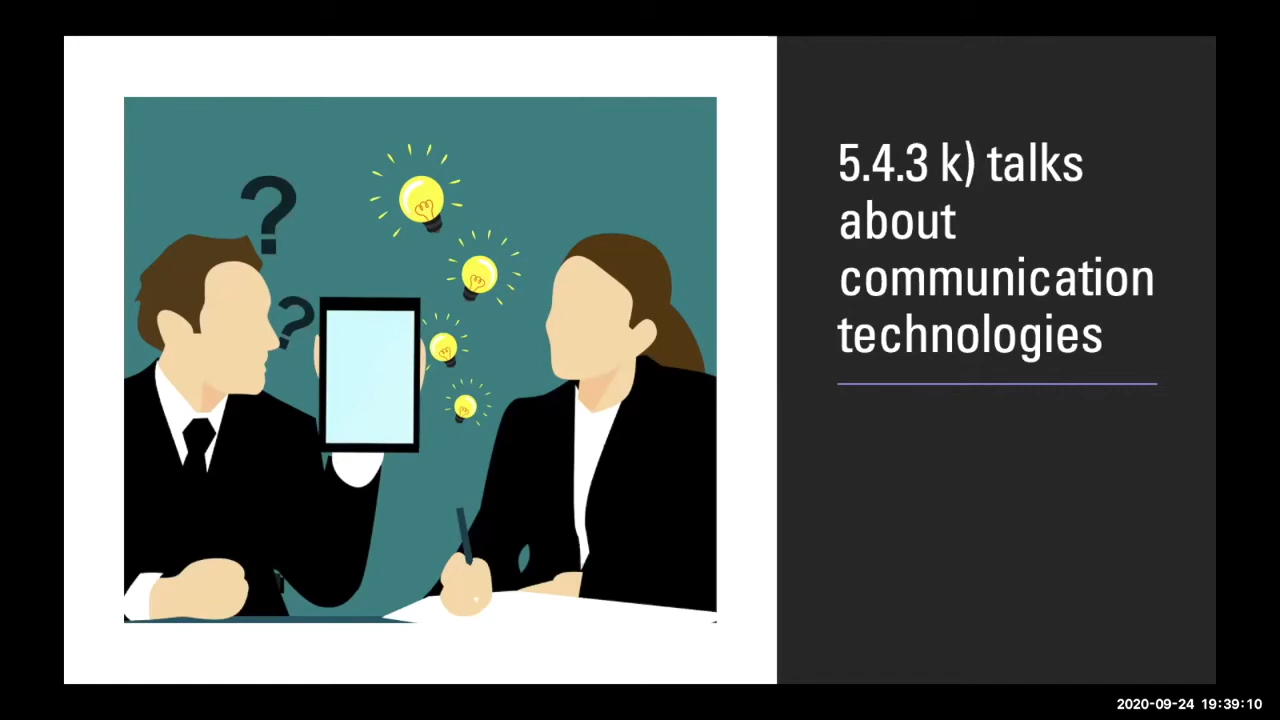 ?
?
5.4.3 k) talks
about
communication
technologies
2020-09-24 19:39:10